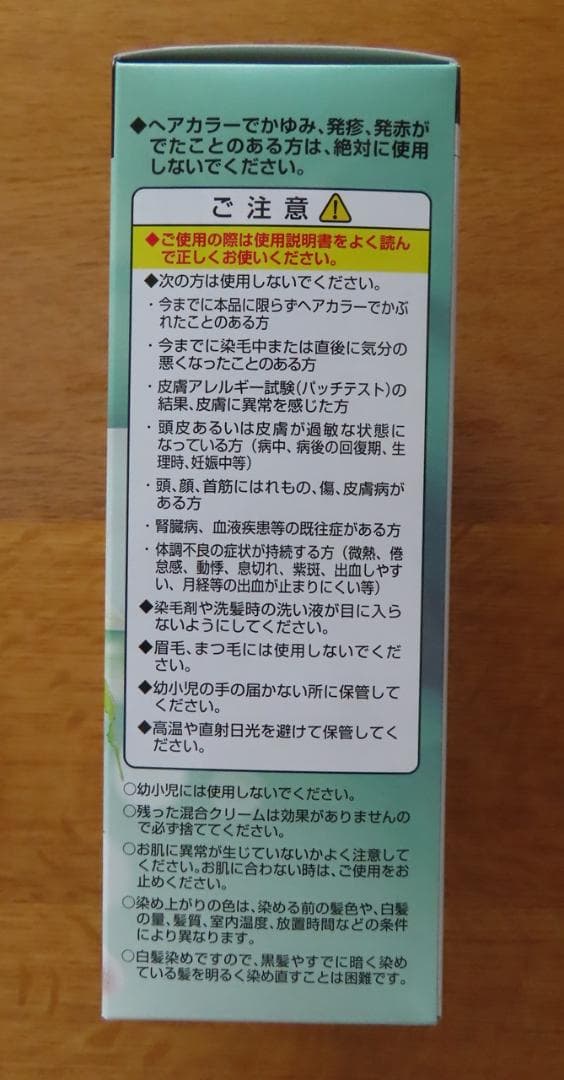 ◆ヘアカラーでかゆみ、発疹、発赤が
でたことのある方は、絶対に使用
しないでください。
ご注意
◆ご使用の際は使用説明書をよく読ん
で正しくお使いください。
◆次の方は使用しないでください。
・今までに本品に限らずヘアカラーでかぶ
れたことのある方
・今までに染毛中または直後に気分の
悪くなったことのある方
・皮膚アレルギー試験(パッチテスト)の
結果、皮膚に異常を感じた方
・頭皮あるいは皮膚が過敏な状態に
なっている方(病中、病後の回復期、生
理時、妊娠中等)
・頭、顔、首筋にはれもの、傷、皮膚病が
ある方
・腎臓病、血液疾患等の既往症がある方
・体調不良の症状が持続する方(微熱、倦
怠感、動悸、息切れ、紫斑、出血しやす
い、月経等の出血が止まりにくい等)
◆染毛剤や洗髪時の洗い液が目に入ら
ないようにしてください。
◆眉毛、まつ毛には使用しないでくだ
さい。
◆幼小児の手の届かない所に保管して
ください。
◆高温や直射日光を避けて保管してく
ださい。
○幼小児には使用しないでください。
○残った混合クリームは効果がありませんの
で必ず捨ててください。
○お肌に異常が生じていないかよく注意して
ください。お肌に合わない時は、ご使用をお
止めください。
○染め上がりの色は、染める前の髪色や、白髪
の量、髪質、室内温度、放置時間などの条件
により異なります。
○白髪染めですので、黒髪やすでに暗く染め
ている髪を明るく染め直すことは困難です。